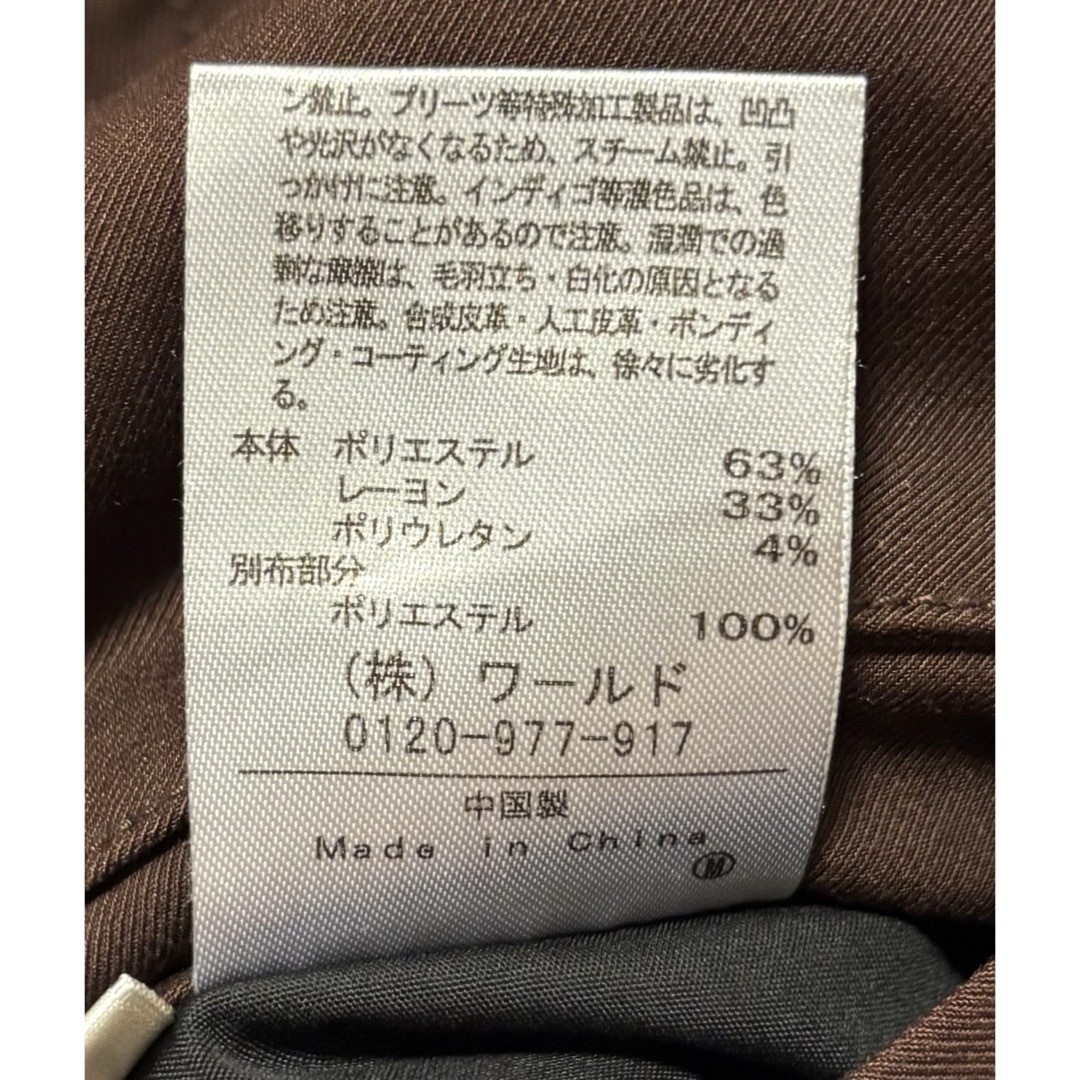 ン禁止。プリーツ等特殊加工製品は、凹凸
や光沢がなくなるため、スチーム禁止。引
っかけに注意。インディゴ等濃色品は、色
移りすることがあるので注意。湿潤での過
剰な摩擦は、毛羽立ち・白化の原因となる
ため注意。合成皮革・人工皮革・ボンディ
ング・コーティング生地は、徐々に劣化す
る。
本体 ポリエステル 63%
レーヨン 33%
ポリウレタン 4%
別布部分
ポリエステル 100%
(株) ワールド
0120-977-917
中国製
Made in China
M